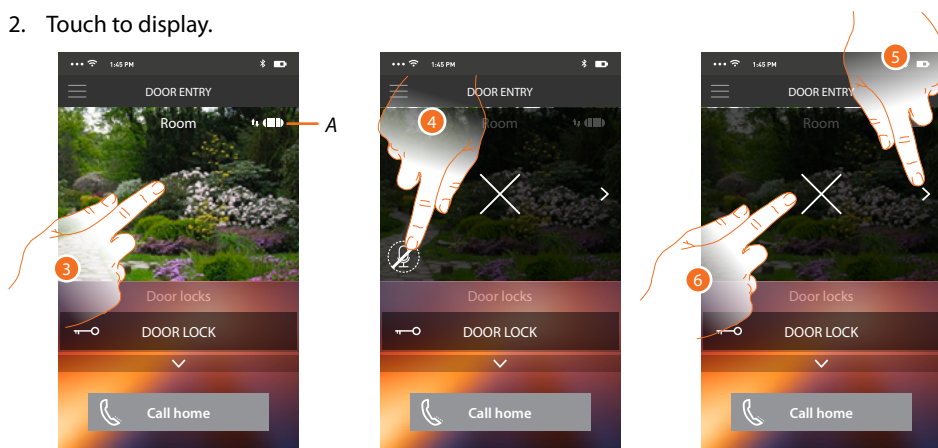 2. Touch to display.
1:45 PM
DOOR ENTRY
Room
A
3
Door locks
DOOR LOCK
Call home
1:45 PM
DOOR ENTRY
4
Room
Door locks
DOOR LOCK
Call home
1:45 PM
5
DOOR ENTRY
Room
6
Door locks
DOOR LOCK
Call home